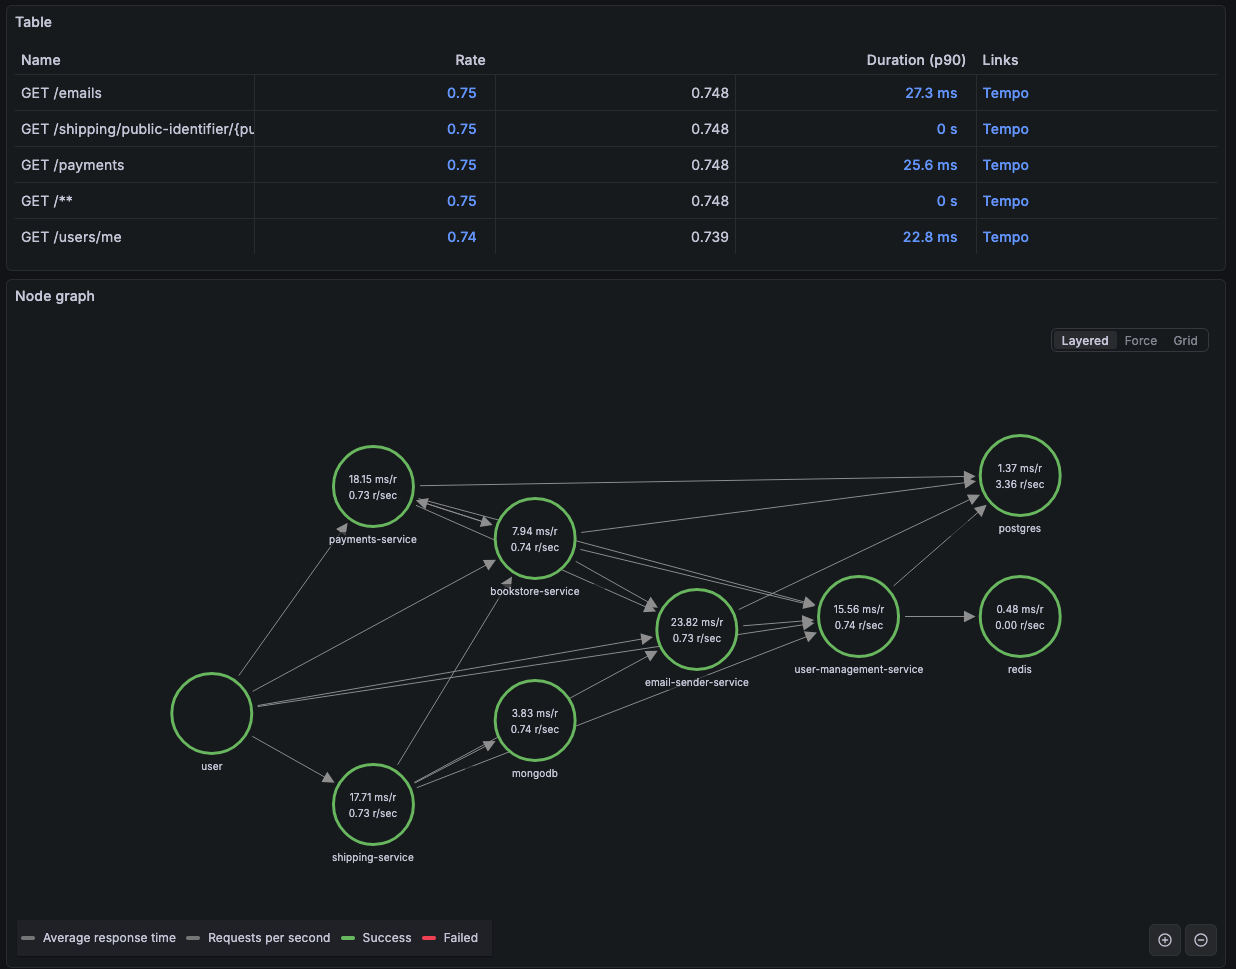 Table
Name Rate Duration (p90) Links
GET /emails 0.75 0.748 27.3 ms Tempo
GET /shipping/public-identifier/{pu 0.75 0.748 0 s Tempo
GET /payments 0.75 0.748 25.6 ms Tempo
GET /** 0.75 0.748 0 s Tempo
GET /users/me 0.74 0.739 22.8 ms Tempo
Node graph
Layered Force Grid
18.15 ms/r
0.73 r/sec
payments-service
7.94 ms/r
0.74 r/sec
bookstore-service
1.37 ms/r
3.36 r/sec
postgres
23.82 ms/r
0.73 r/sec
email-sender-service
15.56 ms/r
0.74 r/sec
user-management-service
0.48 ms/r
0.00 r/sec
redis
user
3.83 ms/r
0.74 r/sec
mongodb
17.71 ms/r
0.73 r/sec
shipping-service
Average response time Requests per second Success Failed